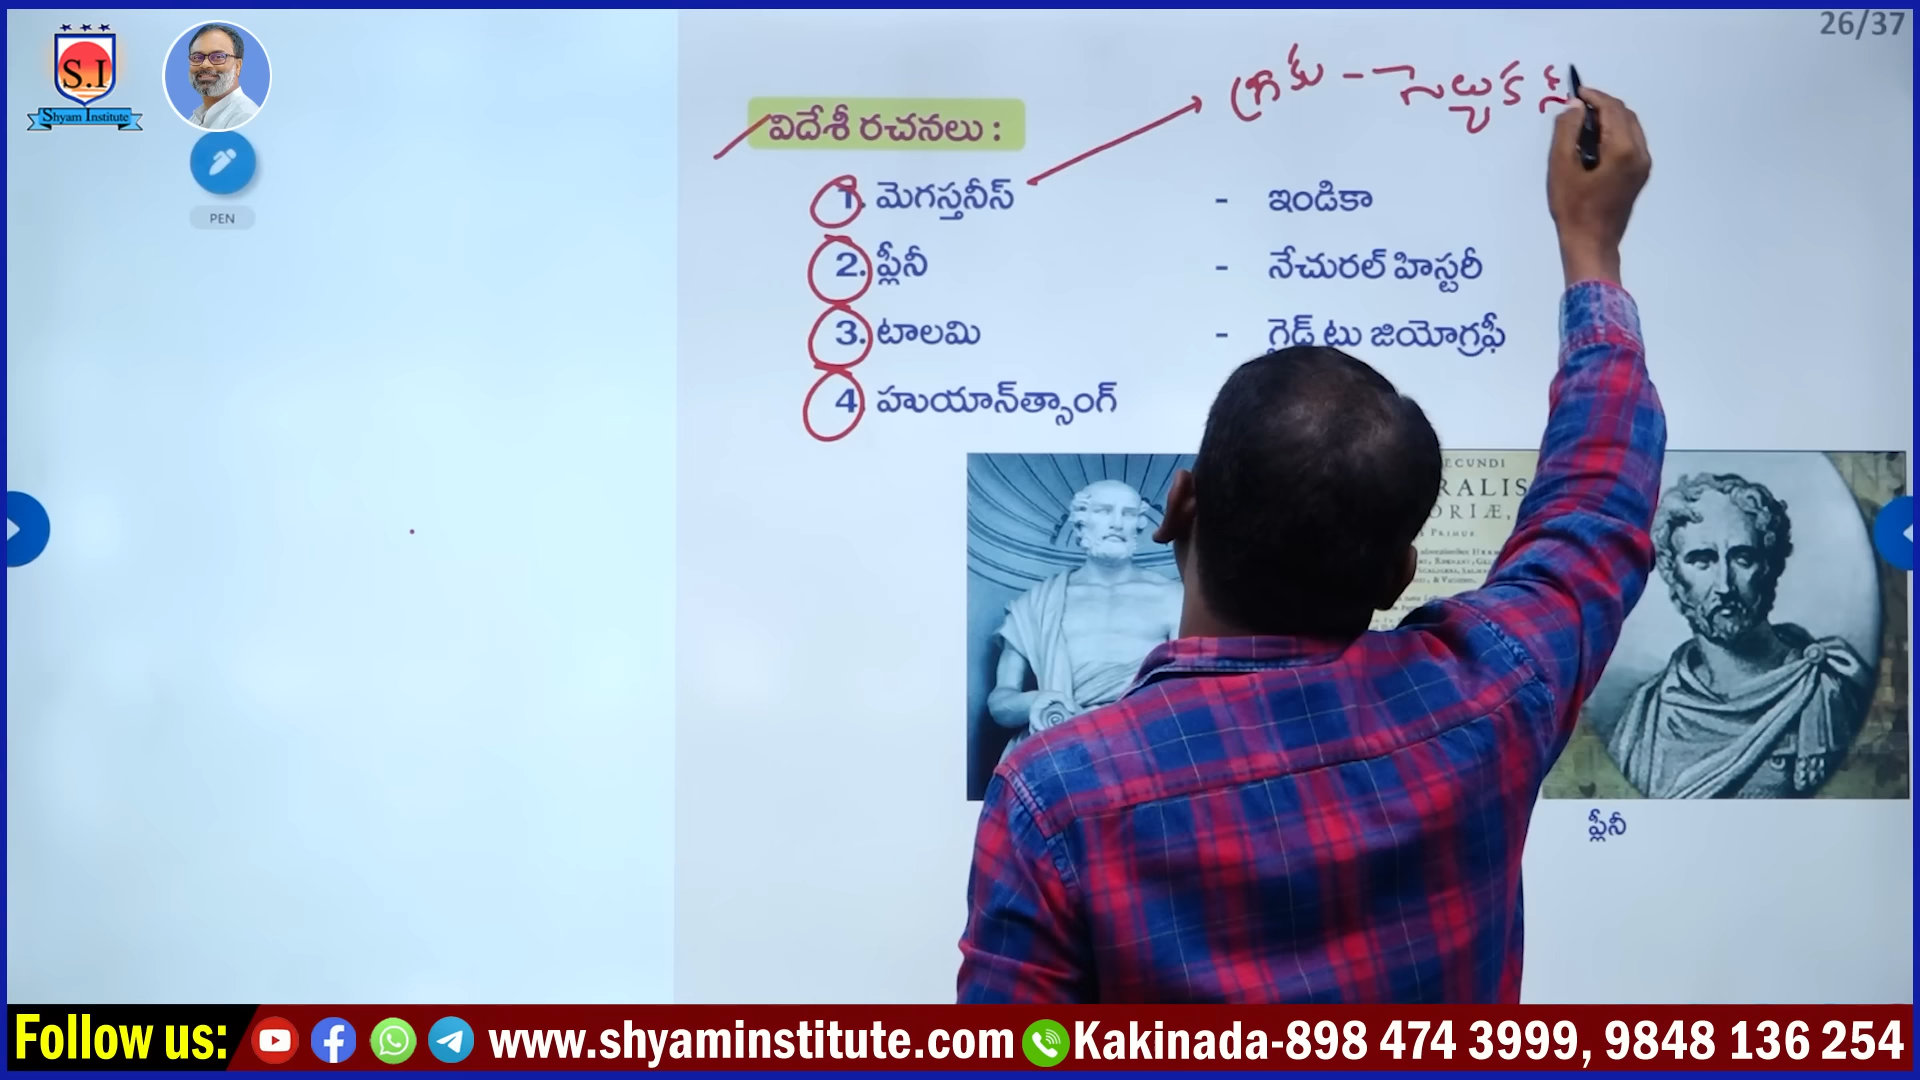 26/37
S.I
Shyam Institute
PEN
గ్రీకు - సెల్యుకస్
విదేశీ రచనలు :
1. మెగస్తనీస్ - ఇండికా
2. ప్లీనీ - నేచురల్ హిస్టరీ
3. టాలమి - గైడ్ టు జియోగ్రఫీ
4. హుయాన్‌త్సాంగ్
ECUNDI
RALIS
ORIÆ,
PRIMUS
ప్లీనీ
Follow us: www.shyaminstitute.com Kakinada-898 474 3999, 9848 136 254